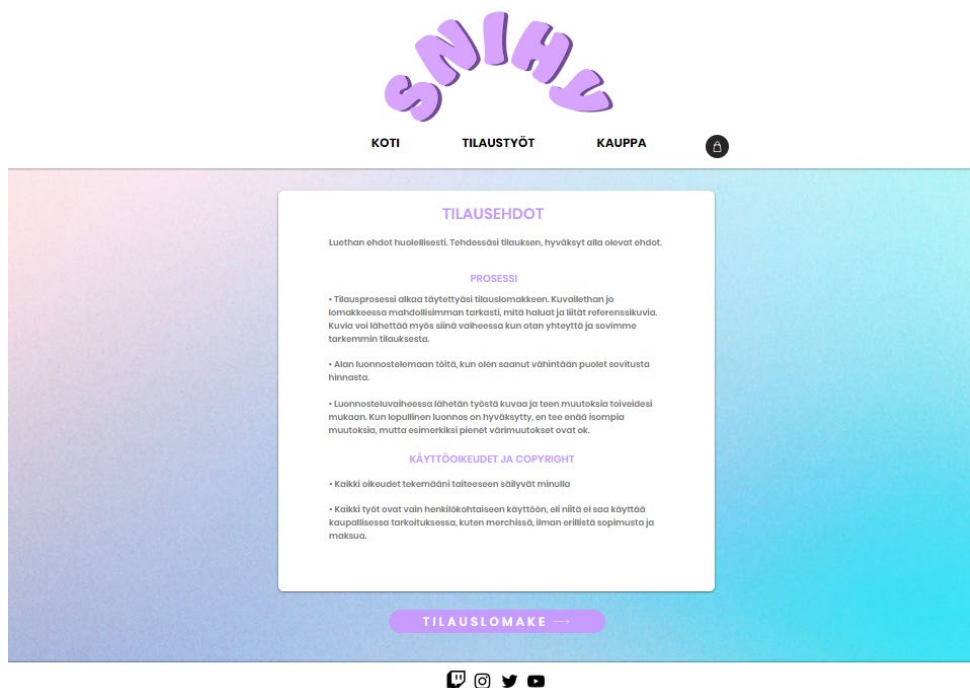 SNIHY
KOTI TILAUSTYÖT KAUPPA
TILAUSEHDOT
Luethan ehdot huolellisesti. Tehdessäsi tilauksen, hyväksyt alla olevat ehdot.
PROSESSI
• Tilausprosessi alkaa täytettyäsi tilauslomakkeen. Kuvailethan jo
lomakkeessa mahdollisimman tarkasti, mitä haluat ja liität referenssikuvia.
Kuvia voi lähettää myös siinä vaiheessa kun otan yhteyttä ja sovimme
tarkemmin tilauksesta.
• Alan luonnostelemaan töitä, kun olen saanut vähintään puolet sovitusta
hinnasta.
• Luonnosteluvaiheessa lähetän työstä kuvaa ja teen muutoksia toiveidesi
mukaan. Kun lopullinen luonnos on hyväksytty, en tee enää isompia
muutoksia, mutta esimerkiksi pienet värimuutokset ovat ok.
KÄYTTÖOIKEUDET JA COPYRIGHT
• Kaikki oikeudet tekemääni taiteeseen säilyvät minulla
• Kaikki työt ovat vain henkilökohtaiseen käyttöön, eli niitä ei saa käyttää
kaupallisessa tarkoituksessa, kuten merchissä, ilman erillistä sopimusta ja
maksua.
TILAUSLOMAKE →